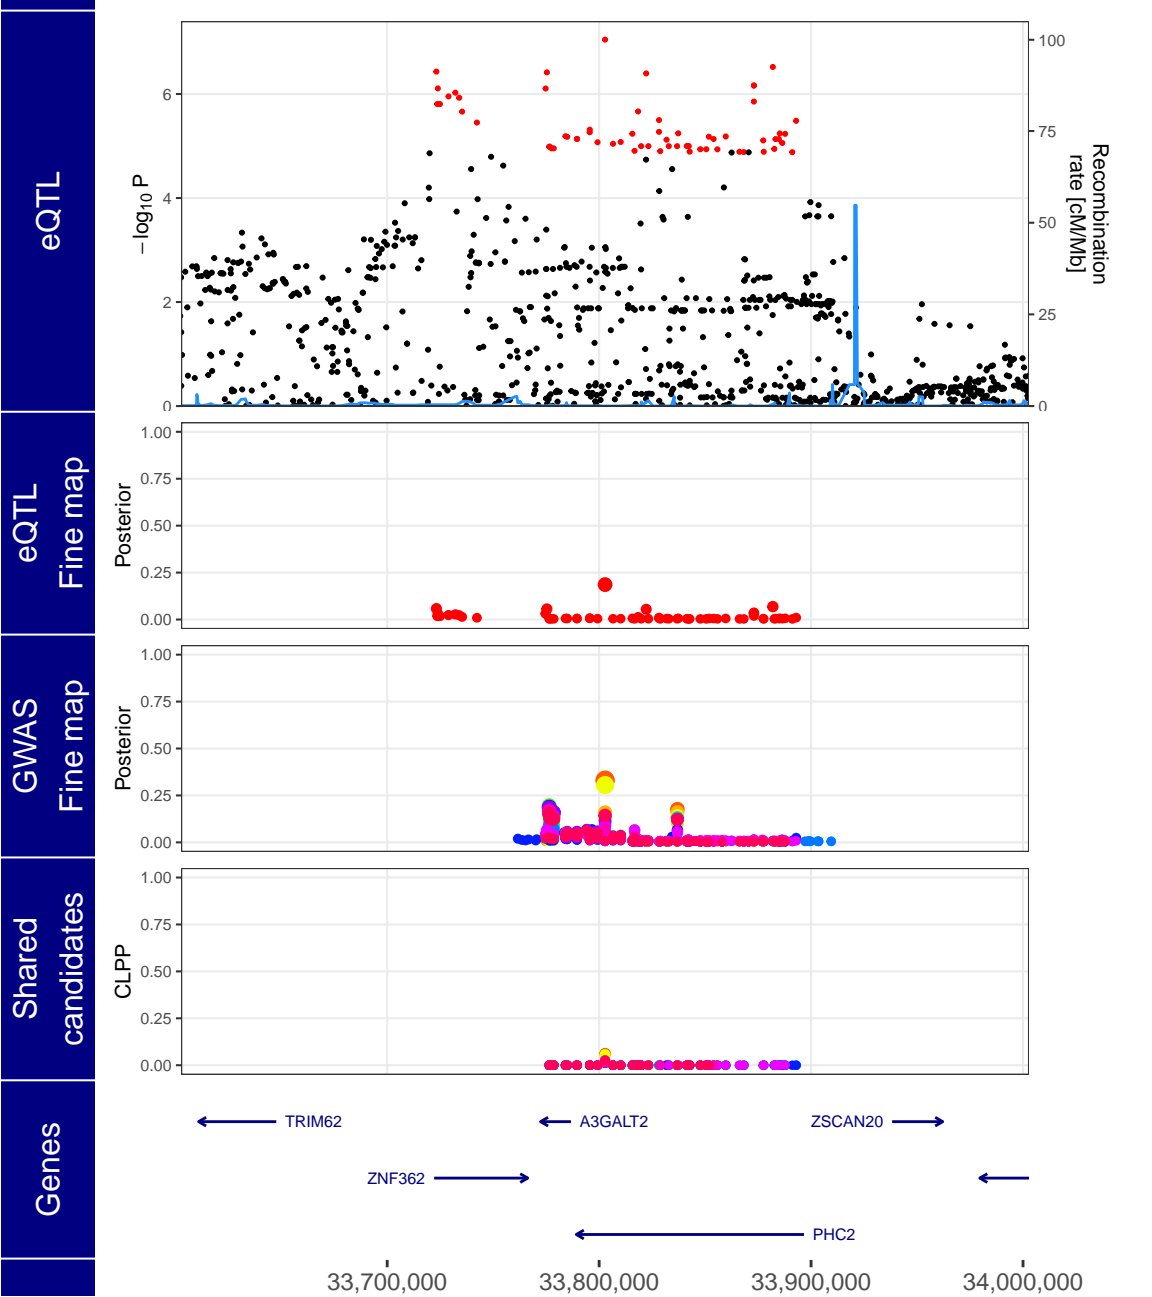 eQTL
−log10 P
6
4
2
0
100
75
50
25
0
Recombination
rate [cM/Mb]
eQTL
Fine map
Posterior
1.00
0.75
0.50
0.25
0.00
GWAS
Fine map
Posterior
1.00
0.75
0.50
0.25
0.00
Shared
candidates
CLPP
1.00
0.75
0.50
0.25
0.00
Genes
TRIM62
A3GALT2
ZSCAN20
ZNF362
PHC2
33,700,000
33,800,000
33,900,000
34,000,000